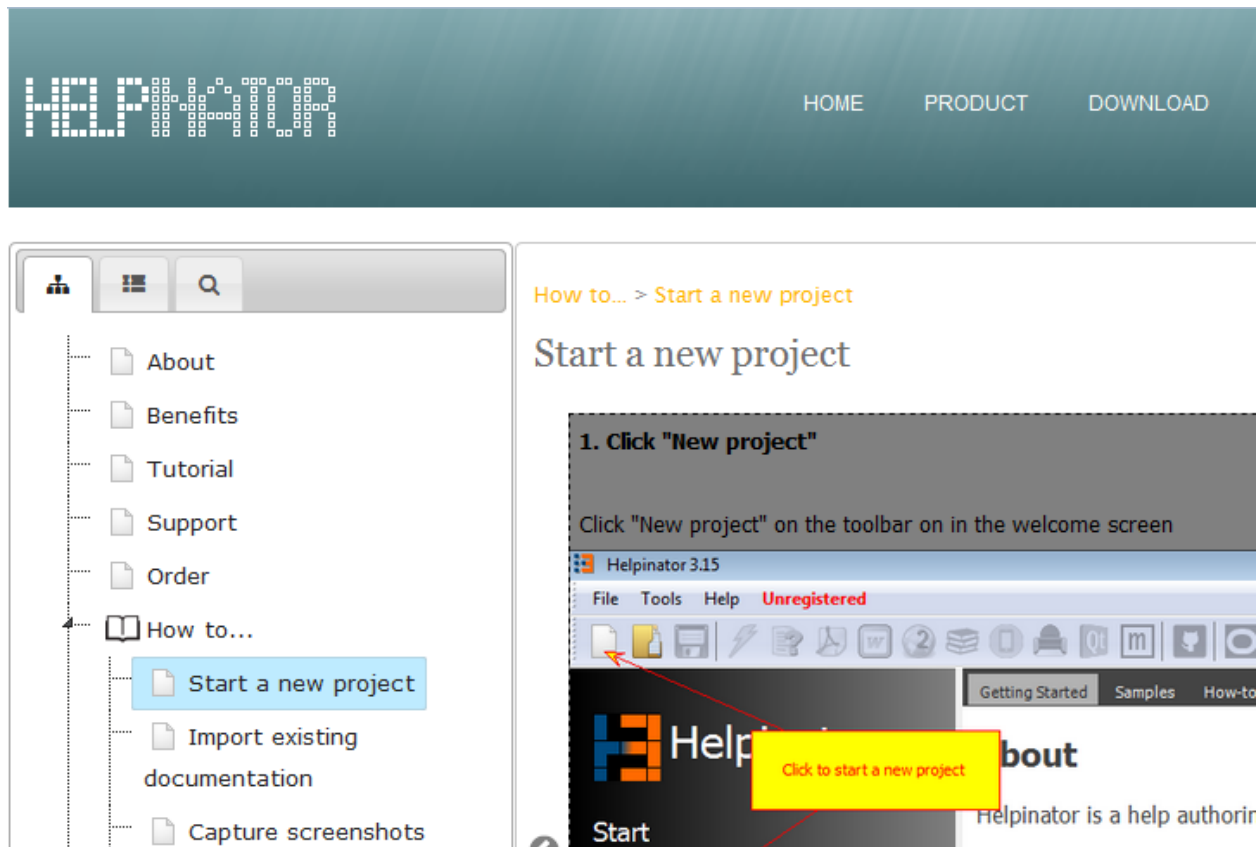 HELPINATOR
HOME PRODUCT DOWNLOAD
How to... > Start a new project
Start a new project
About
Benefits
Tutorial
Support
Order
How to...
Start a new project
Import existing
documentation
Capture screenshots
1. Click "New project"
Click "New project" on the toolbar on in the welcome screen
Helpinator 3.15
File Tools Help Unregistered
Getting Started Samples How-to
Click to start a new project
Helpinator is a help
Start